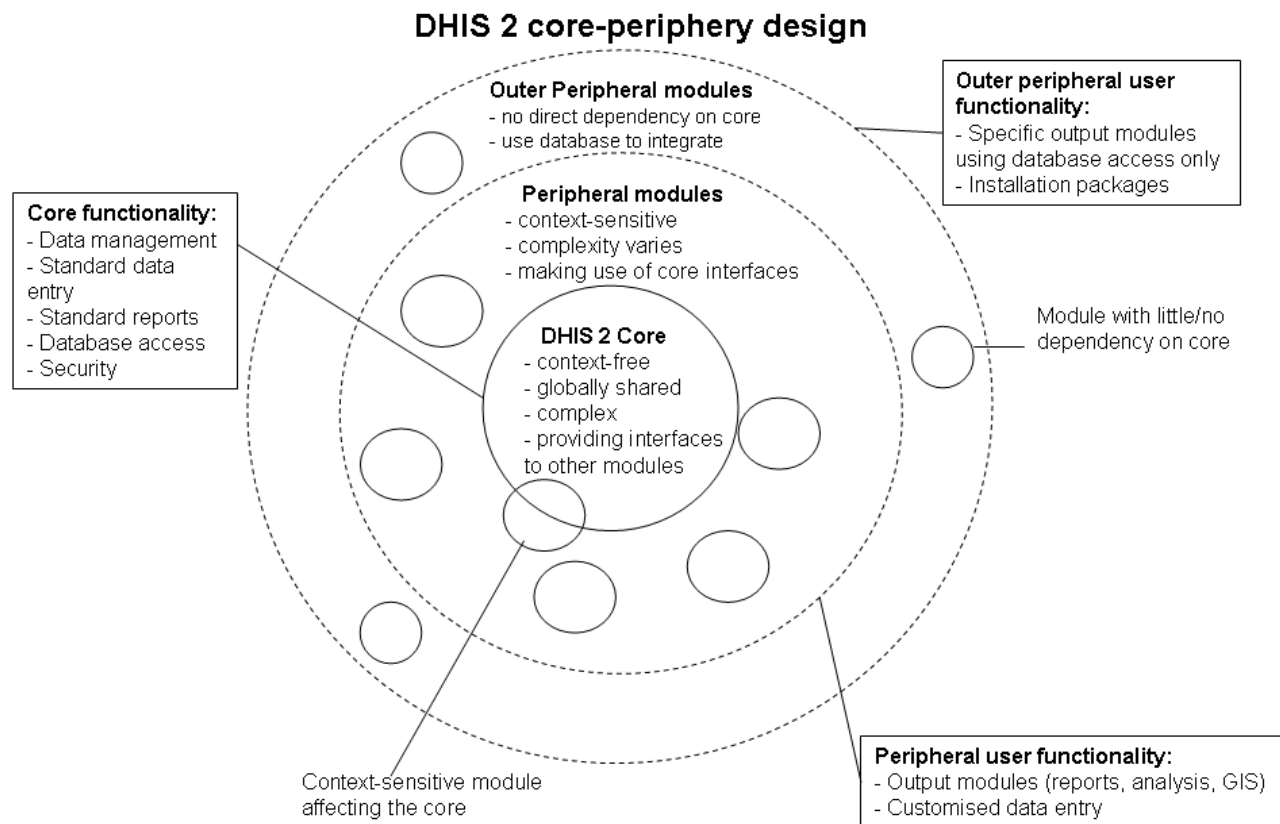 DHIS 2 core-periphery design
Outer Peripheral modules
- no direct dependency on core
- use database to integrate
Outer peripheral user
functionality:
- Specific output modules
using database access only
- Installation packages
Peripheral modules
- context-sensitive
- complexity varies
- making use of core interfaces
Core functionality:
- Data management
- Standard data
entry
- Standard reports
- Database access
- Security
DHIS 2 Core
- context-free
- globally shared
- complex
- providing interfaces
to other modules
Module with little/no
dependency on core
Context-sensitive module
affecting the core
Peripheral user functionality:
- Output modules (reports, analysis, GIS)
- Customised data entry